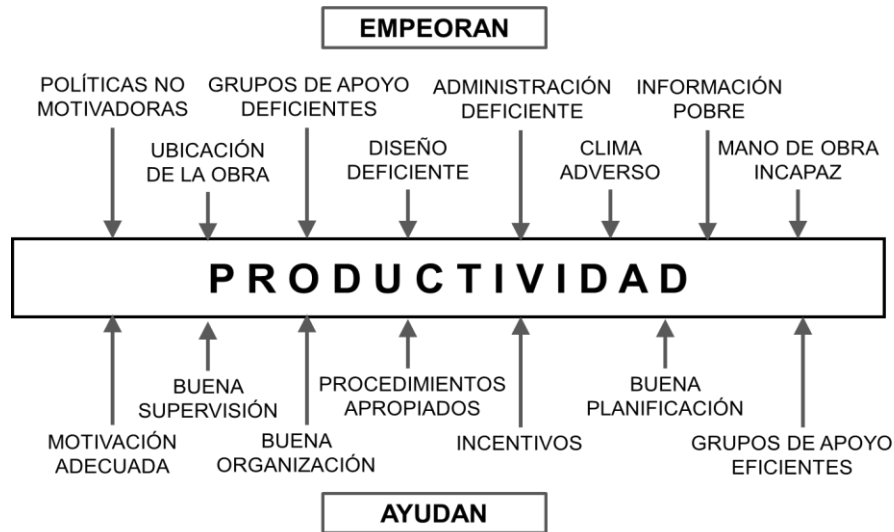 EMPEORAN
POLÍTICAS NO
MOTIVADORAS
GRUPOS DE APOYO
DEFICIENTES
ADMINISTRACIÓN
DEFICIENTE
INFORMACIÓN
POBRE
UBICACIÓN
DE LA OBRA
DISEÑO
DEFICIENTE
CLIMA
ADVERSO
MANO DE OBRA
INCAPAZ
PRODUCTIVIDAD
BUENA
SUPERVISIÓN
PROCEDIMIENTOS
APROPIADOS
BUENA
PLANIFICACIÓN
MOTIVACIÓN
ADECUADA
BUENA
ORGANIZACIÓN
INCENTIVOS
GRUPOS DE APOYO
EFICIENTES
AYUDAN